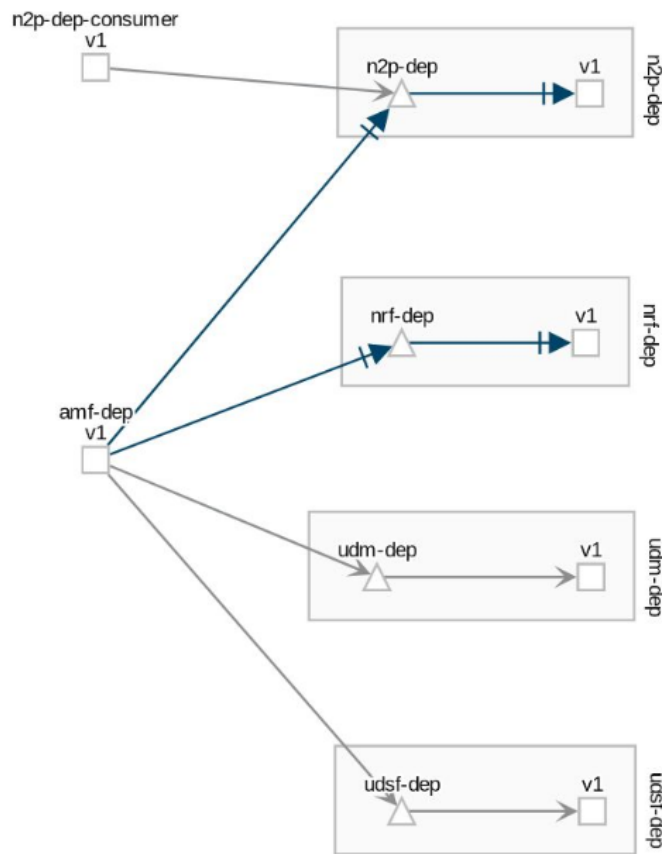 n2p-dep-consumer
v1
n2p-dep
v1
n2p-dep
nrf-dep
v1
nrf-dep
amf-dep
v1
udm-dep
v1
udm-dep
udsf-dep
v1
udsf-dep